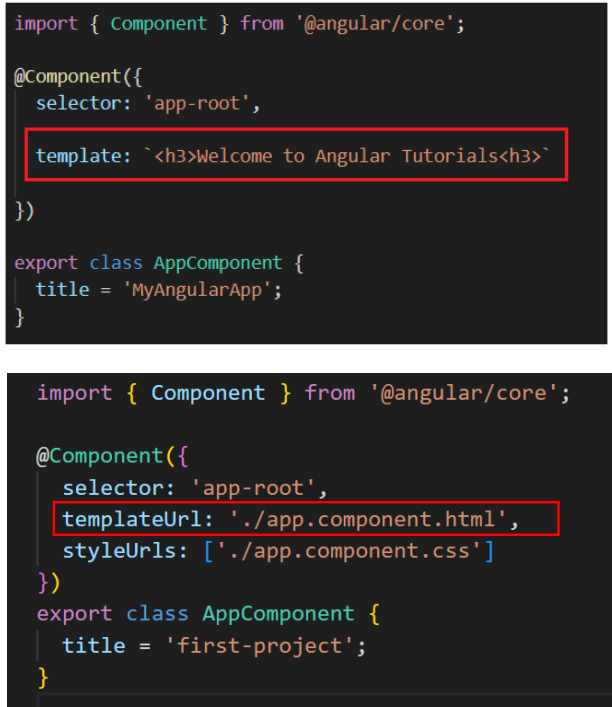 import { Component } from '@angular/core';
@Component({
selector: 'app-root',
template: `<h3>Welcome to Angular Tutorials<h3>`
})
export class AppComponent {
title = 'MyAngularApp';
}
import { Component } from '@angular/core';
@Component({
selector: 'app-root',
templateUrl: './app.component.html',
styleUrls: ['./app.component.css']
})
export class AppComponent {
title = 'first-project';
}